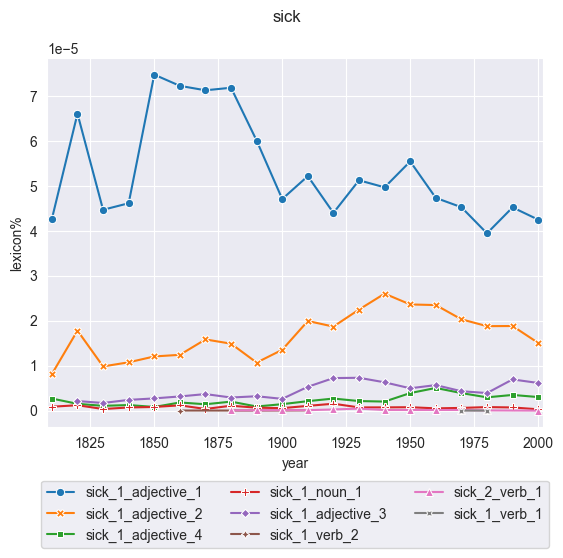 sick
1e−5
7
6
5
4
3
2
1
0
lexicon%
1825 1850 1875 1900 1925 1950 1975 2000
year
sick_1_adjective_1 sick_1_noun_1 sick_2_verb_1
sick_1_adjective_2 sick_1_adjective_3 sick_1_verb_1
sick_1_adjective_4 sick_1_verb_2